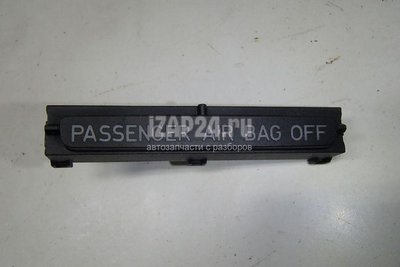 IZAP24.ru
PASSENGER AIR BAG OFF
автозапчасти с разборов